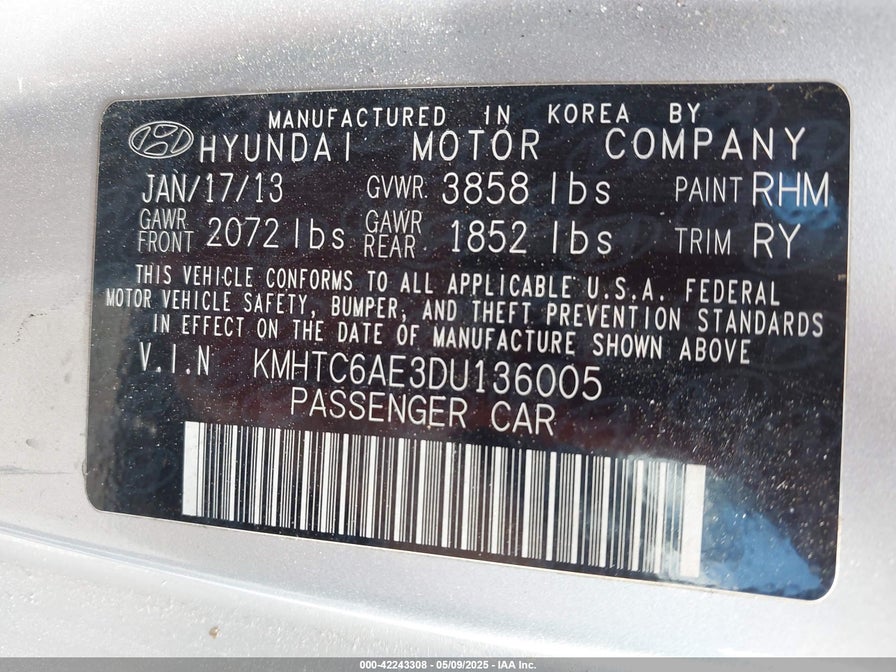 MANUFACTURED IN KOREA BY
HYUNDAI MOTOR COMPANY
JAN/17/13 GVWR 3858 lbs PAINT RHM
GAWR FRONT 2072 lbs GAWR REAR 1852 lbs TRIM RY
THIS VEHICLE CONFORMS TO ALL APPLICABLE U.S.A. FEDERAL
MOTOR VEHICLE SAFETY, BUMPER, AND THEFT PREVENTION STANDARDS
IN EFFECT ON THE DATE OF MANUFACTURE SHOWN ABOVE
V.I.N KMHTC6AE3DU136005
PASSENGER CAR
000-42243308 - 05/09/2025 - IAA Inc.